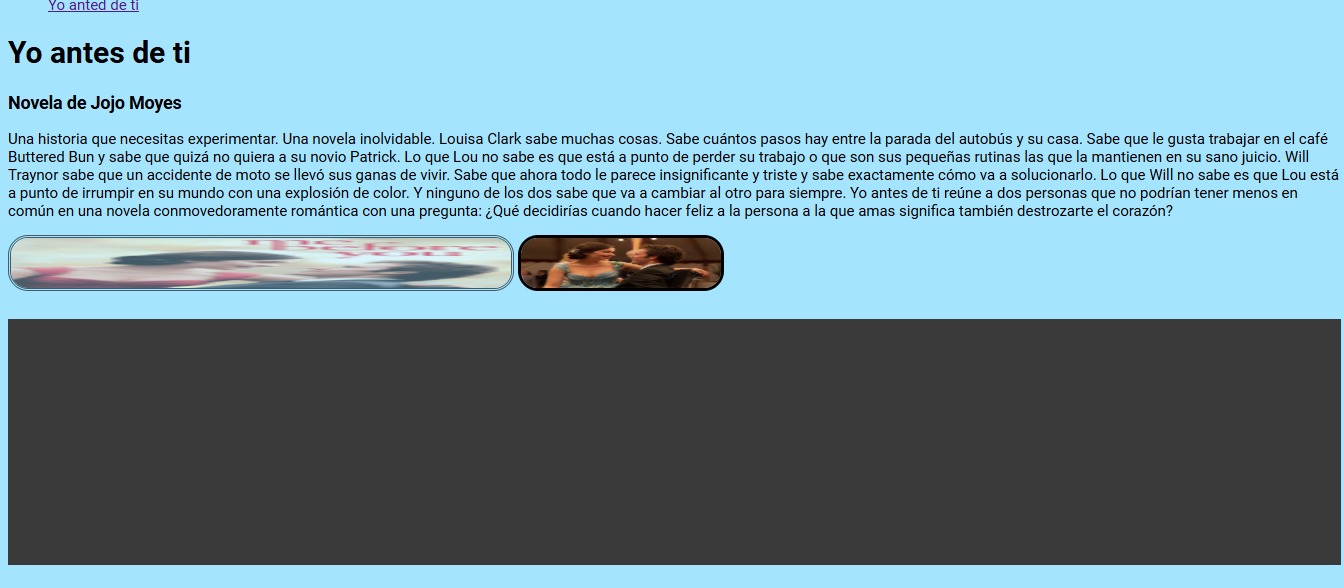 Yo anted de ti
Yo antes de ti
Novela de Jojo Moyes
Una historia que necesitas experimentar. Una novela inolvidable. Louisa Clark sabe muchas cosas. Sabe cuántos pasos hay entre la parada del autobús y su casa. Sabe que le gusta trabajar en el café
Buttered Bun y sabe que quizá no quiera a su novio Patrick. Lo que Lou no sabe es que está a punto de perder su trabajo o que son sus pequeñas rutinas las que la mantienen en su sano juicio. Will
Traynor sabe que un accidente de moto se llevó sus ganas de vivir. Sabe que ahora todo le parece insignificante y triste y sabe exactamente cómo va a solucionarlo. Lo que Will no sabe es que Lou está
a punto de irrumpir en su mundo con una explosión de color. Y ninguno de los dos sabe que va a cambiar al otro para siempre. Yo antes de ti reúne a dos personas que no podrían tener menos en
común en una novela conmovedoramente romántica con una pregunta: ¿Qué decidirías cuando hacer feliz a la persona a la que amas significa también destrozarte el corazón?
me
before
you